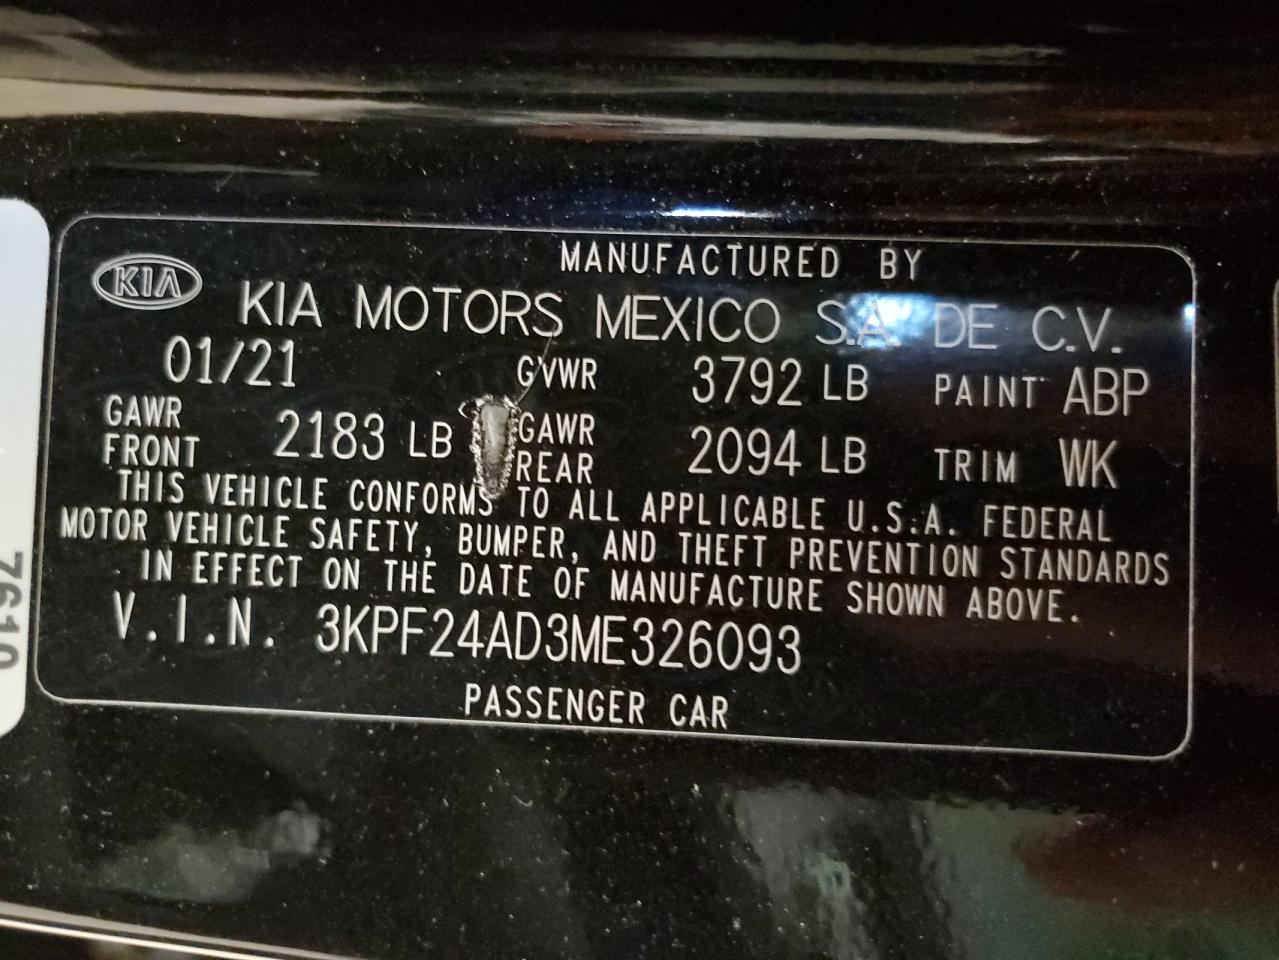 MANUFACTURED BY
KIA
KIA MOTORS MEXICO S.A. DE C.V.
01/21 GVWR 3792 LB PAINT ABP
GAWR FRONT 2183 LB GAWR REAR 2094 LB TRIM WK
THIS VEHICLE CONFORMS TO ALL APPLICABLE U.S.A. FEDERAL
MOTOR VEHICLE SAFETY, BUMPER, AND THEFT PREVENTION STANDARDS
IN EFFECT ON THE DATE OF MANUFACTURE SHOWN ABOVE.
V.I.N. 3KPF24AD3ME326093
PASSENGER CAR